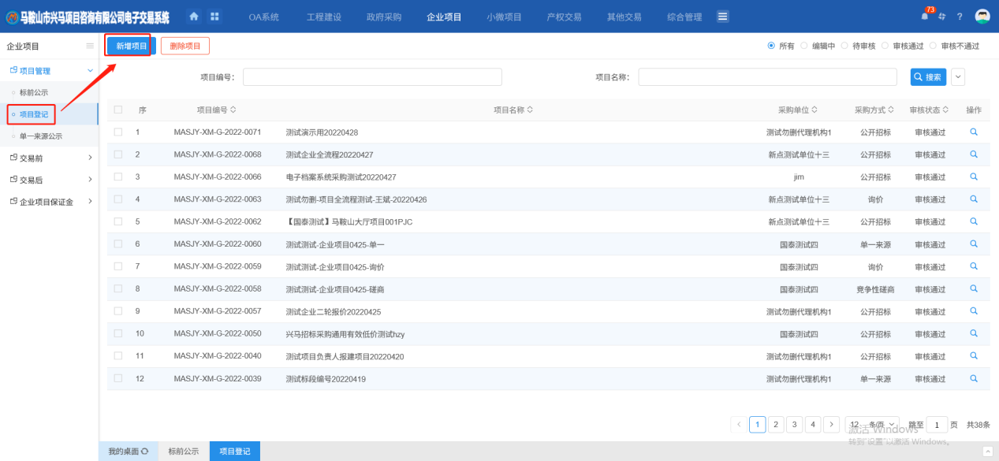 马鞍山市兴马项目咨询有限公司电子交易系统 OA系统 工程建设 政府采购 企业项目 小微项目 产权交易 其他交易 综合管理 73 ?
企业项目 新增项目 删除项目 所有 编辑中 待审核 审核通过 审核不通过
项目管理
标前公示
项目登记
单一来源公示
交易前
交易后
企业项目保证金
项目编号: 项目名称: 搜索
序 项目编号 项目名称 采购单位 采购方式 审核状态 操作
1 MASJY-XM-G-2022-0071 测试演示用20220428 测试勿删代理机构1 公开招标 审核通过
2 MASJY-XM-G-2022-0068 测试企业全流程20220427 新点测试单位十三 公开招标 审核通过
3 MASJY-XM-G-2022-0066 电子档案系统采购测试20220427 jim 公开招标 审核通过
4 MASJY-XM-G-2022-0063 测试勿删-项目全流程测试-王斌-20220426 新点测试单位十三 询价 审核通过
5 MASJY-XM-G-2022-0062 【国泰测试】马鞍山大厅项目001PJC 新点测试单位十三 公开招标 审核通过
6 MASJY-XM-G-2022-0060 测试测试-企业项目0425-单一 国泰测试四 单一来源 审核通过
7 MASJY-XM-G-2022-0059 测试测试-企业项目0425-询价 国泰测试四 询价 审核通过
8 MASJY-XM-G-2022-0058 测试测试-企业项目0425-磋商 国泰测试四 竞争性磋商 审核通过
9 MASJY-XM-G-2022-0057 测试企业二轮报价20220425 测试勿删代理机构1 公开招标 审核通过
10 MASJY-XM-G-2022-0050 兴马招标采购通用有效低价测试hzy 国泰测试四 公开招标 审核通过
11 MASJY-XM-G-2022-0040 测试项目负责人报建项目20220420 测试勿删代理机构1 公开招标 审核通过
12 MASJY-XM-G-2022-0039 测试标段编号20220419 测试勿删代理机构1 单一来源 审核通过
1 2 3 4 12 条/页 跳至 1 页 共38条
激活 Windows
转到"设置"以激活 Windows。
我的桌面 标前公示 项目登记